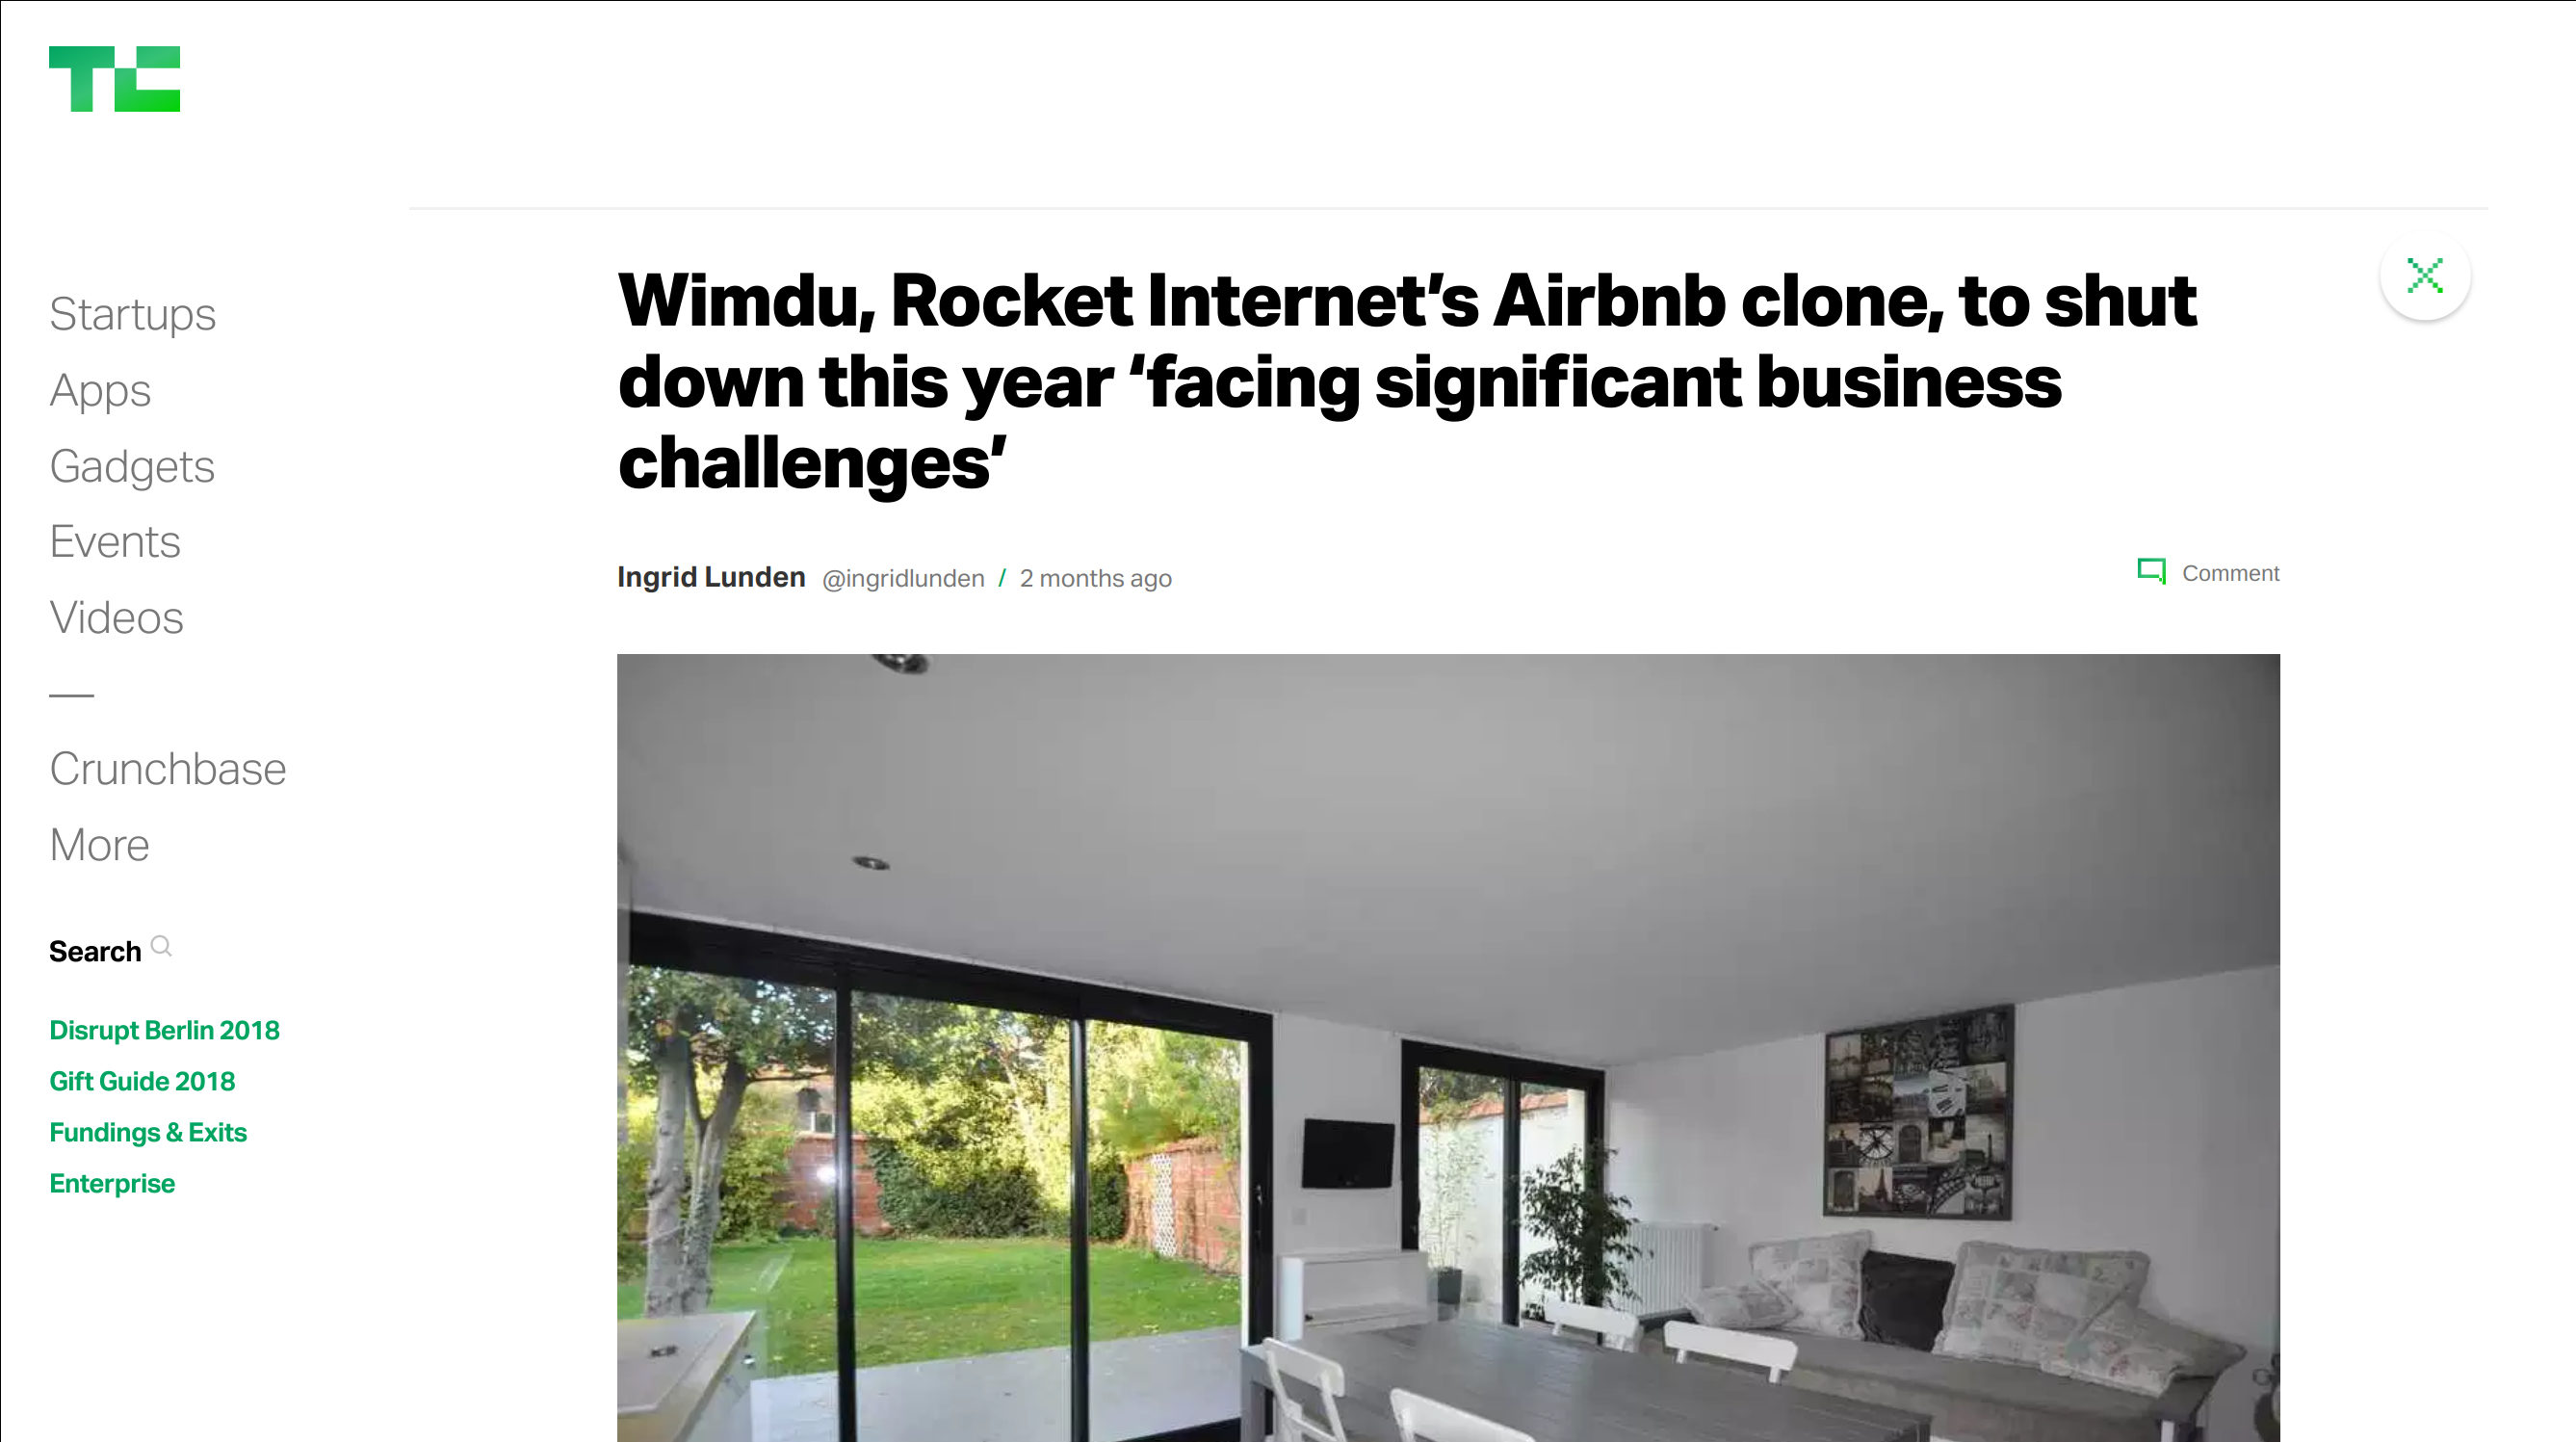 TC
Startups
Apps
Gadgets
Events
Videos
—
Crunchbase
More
Search
Disrupt Berlin 2018
Gift Guide 2018
Fundings & Exits
Enterprise
Wimdu, Rocket Internet’s Airbnb clone, to shut
down this year ‘facing significant business
challenges’
Ingrid Lunden @ingridlunden / 2 months ago
Comment